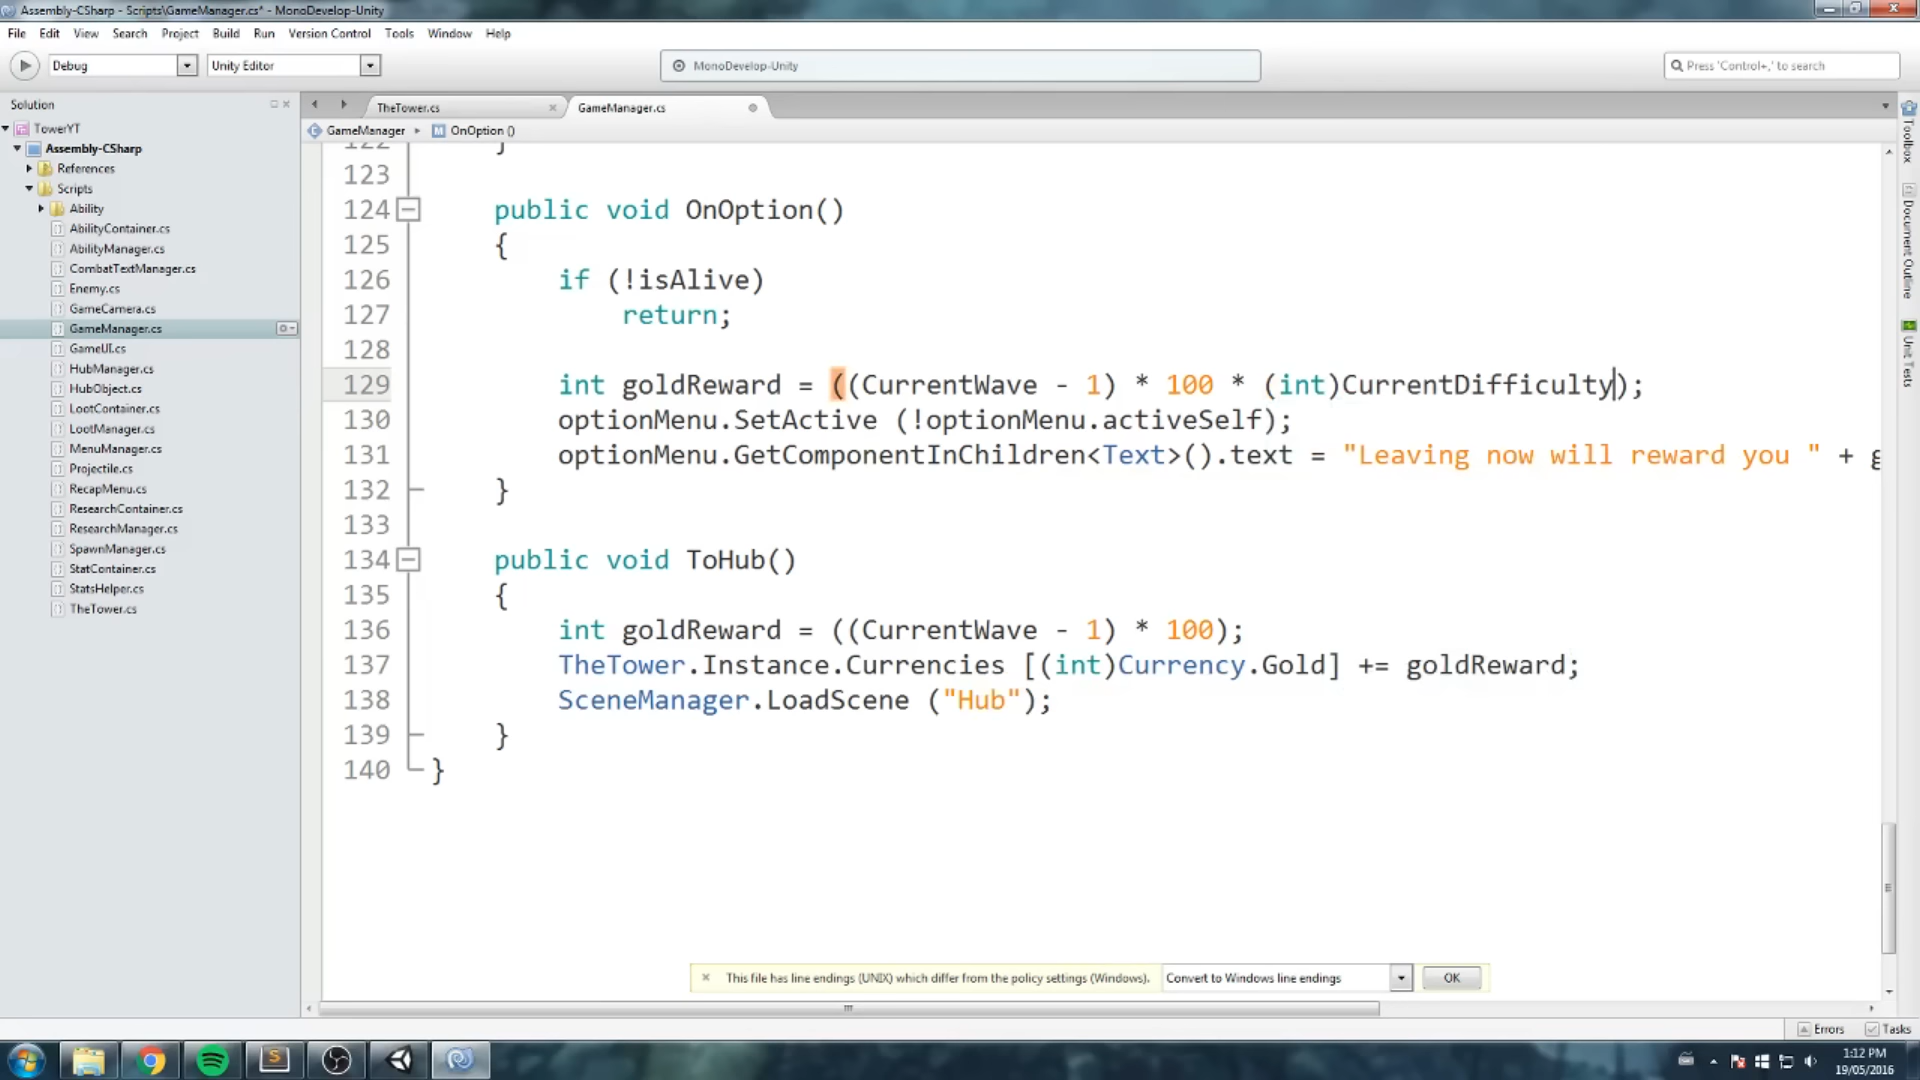 Assembly-CSharp - Scripts\GameManager.cs* - MonoDevelop-Unity
File Edit View Search Project Build Run Version Control Tools Window Help
Debug Unity Editor MonoDevelop-Unity Press 'Control+,' to search
Solution
TowerYT
Assembly-CSharp
References
Scripts
Ability
AbilityContainer.cs
AbilityManager.cs
CombatTextManager.cs
Enemy.cs
GameCamera.cs
GameManager.cs
GameUI.cs
HubManager.cs
HubObject.cs
LootContainer.cs
LootManager.cs
MenuManager.cs
Projectile.cs
RecapMenu.cs
ResearchContainer.cs
ResearchManager.cs
SpawnManager.cs
StatContainer.cs
StatsHelper.cs
TheTower.cs
TheTower.cs GameManager.cs
GameManager OnOption ()
122 }
123
124 public void OnOption()
125 {
126 if (!isAlive)
127 return;
128
129 int goldReward = ((CurrentWave - 1) * 100 * (int)CurrentDifficulty);
130 optionMenu.SetActive (!optionMenu.activeSelf);
131 optionMenu.GetComponentInChildren<Text>().text = "Leaving now will reward you " + g
132 }
133
134 public void ToHub()
135 {
136 int goldReward = ((CurrentWave - 1) * 100);
137 TheTower.Instance.Currencies [(int)Currency.Gold] += goldReward;
138 SceneManager.LoadScene ("Hub");
139 }
140 }
This file has line endings (UNIX) which differ from the policy settings (Windows). Convert to Windows line endings OK
Toolbox
Document Outline
Unit Tests
Errors Tasks
1:12 PM
19/05/2016